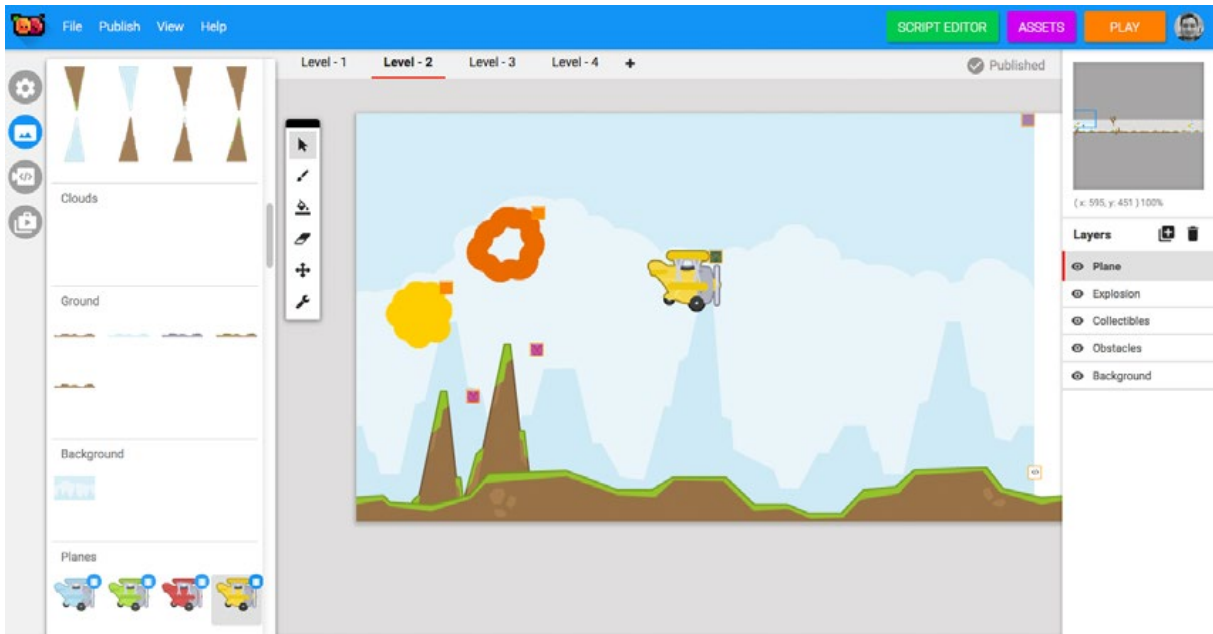 File Publish View Help SCRIPT EDITOR ASSETS PLAY
Level - 1 Level - 2 Level - 3 Level - 4 + Published
Clouds
Ground
Background
Planes
( x: 595, y: 451 ) 100%
Layers
Plane
Explosion
Collectibles
Obstacles
Background